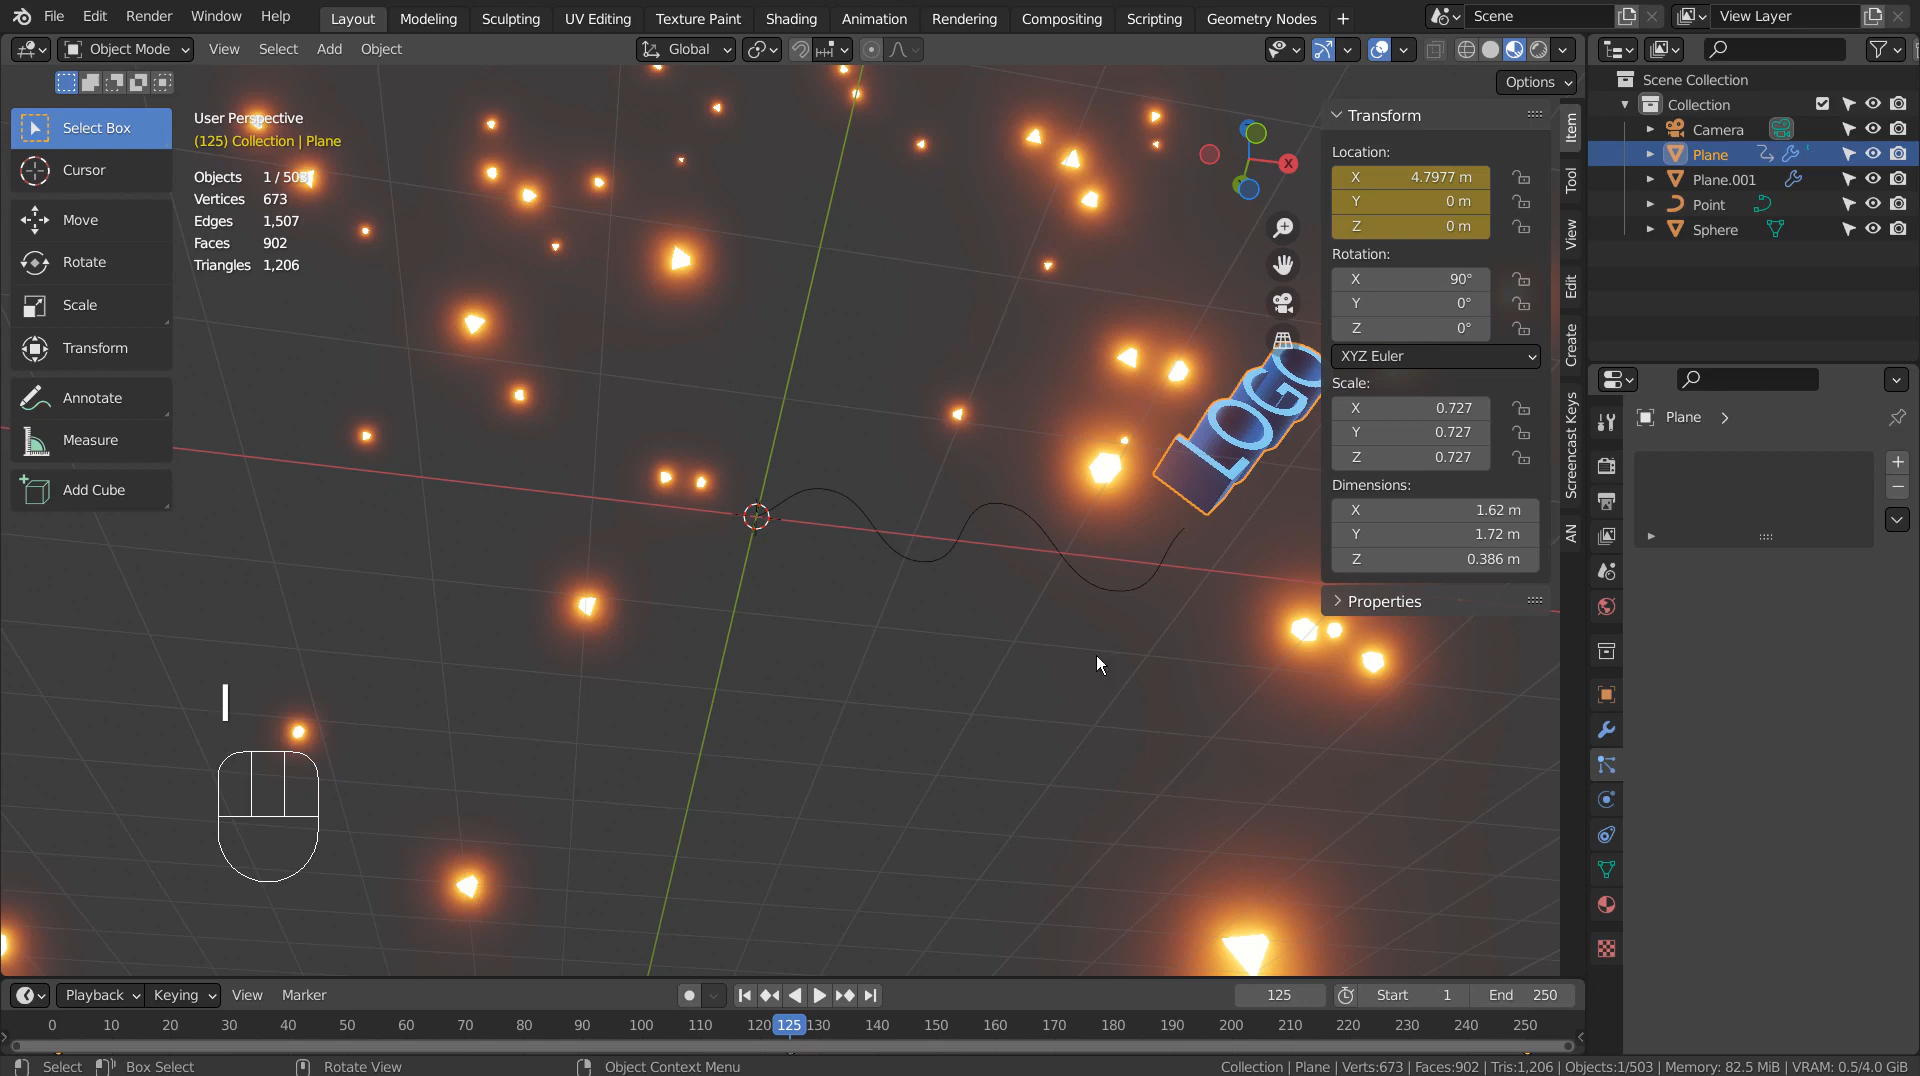 File Edit Render Window Help Layout Modeling Sculpting UV Editing Texture Paint Shading Animation Rendering Compositing Scripting Geometry Nodes + Scene View Layer
Object Mode View Select Add Object Global
Options
Select Box
Cursor
Move
Rotate
Scale
Transform
Annotate
Measure
Add Cube
User Perspective
(125) Collection | Plane
Objects 1 / 503
Vertices 673
Edges 1,507
Faces 902
Triangles 1,206
X
LOGO
I
Transform
Location:
X 4.7977 m
Y 0 m
Z 0 m
Rotation:
X 90°
Y 0°
Z 0°
XYZ Euler
Scale:
X 0.727
Y 0.727
Z 0.727
Dimensions:
X 1.62 m
Y 1.72 m
Z 0.386 m
Properties
Item
Tool
View
Edit
Create
Screencast Keys
AN
Scene Collection
Collection
Camera
Plane
Plane.001
Point
Sphere
Plane
Playback Keying View Marker 125 Start 1 End 250
0 10 20 30 40 50 60 70 80 90 100 110 120 125 130 140 150 160 170 180 190 200 210 220 230 240 250
Select Box Select Rotate View Object Context Menu Collection | Plane | Verts:673 | Faces:902 | Tris:1,206 | Objects:1/503 | Memory: 82.5 MiB | VRAM: 0.5/4.0 GiB